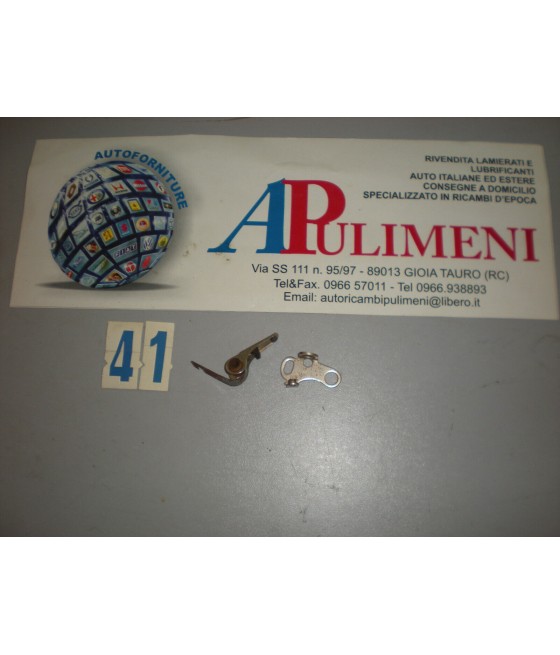 AUTOFORNITURE
RIVENDITA LAMIERATI E
LUBRIFICANTI
AUTO ITALIANE ED ESTERE
CONSEGNE A DOMICILIO
SPECIALIZZATO IN RICAMBI D'EPOCA
APULIMENI
Via SS 111 n. 95/97 - 89013 GIOIA TAURO (RC)
Tel&Fax. 0966 57011 - Tel 0966.938893
Email: autoricambipulimeni@libero.it
41